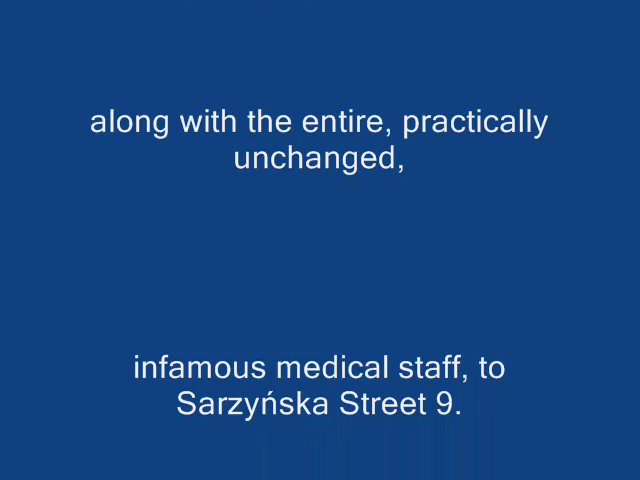 along with the entire, practically
unchanged,
infamous medical staff, to
Sarzyńska Street 9.